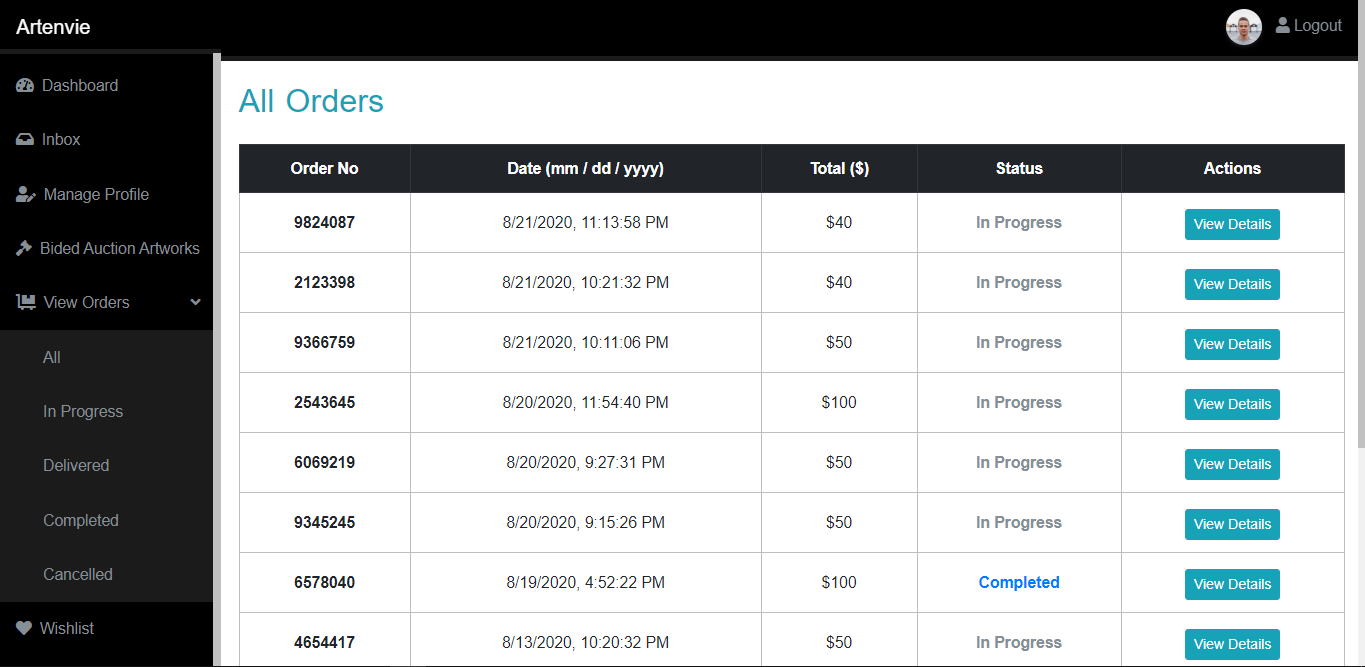 Artenvie
Logout
Dashboard
Inbox
Manage Profile
Bided Auction Artworks
View Orders
All
In Progress
Delivered
Completed
Cancelled
Wishlist
All Orders
Order No Date (mm / dd / yyyy) Total ($) Status Actions
9824087 8/21/2020, 11:13:58 PM $40 In Progress View Details
2123398 8/21/2020, 10:21:32 PM $40 In Progress View Details
9366759 8/21/2020, 10:11:06 PM $50 In Progress View Details
2543645 8/20/2020, 11:54:40 PM $100 In Progress View Details
6069219 8/20/2020, 9:27:31 PM $50 In Progress View Details
9345245 8/20/2020, 9:15:26 PM $50 In Progress View Details
6578040 8/19/2020, 4:52:22 PM $100 Completed View Details
4654417 8/13/2020, 10:20:32 PM $50 In Progress View Details